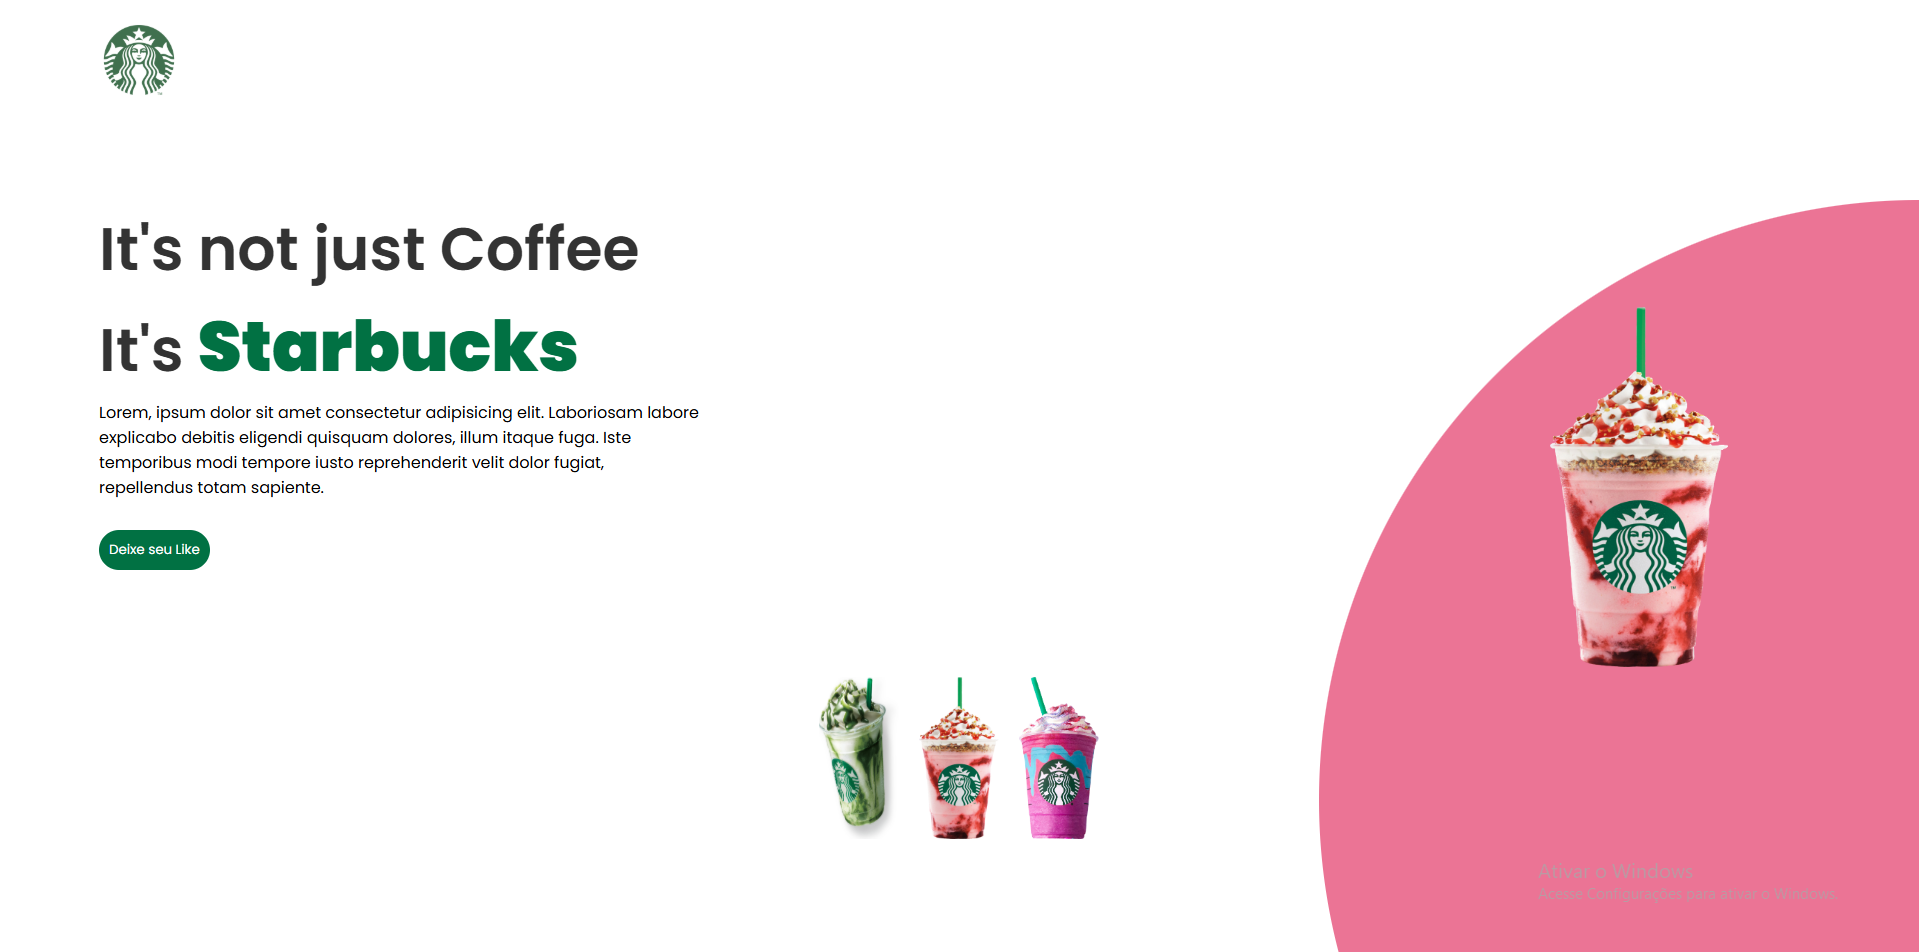 It's not just Coffee
It's Starbucks
Lorem, ipsum dolor sit amet consectetur adipisicing elit. Laboriosam labore
explicabo debitis eligendi quisquam dolores, illum itaque fuga. Iste
temporibus modi tempore iusto reprehenderit velit dolor fugiat,
repellendus totam sapiente.
Deixe seu Like
Ativar o Windows
Acesse Configurações para ativar o Windows.